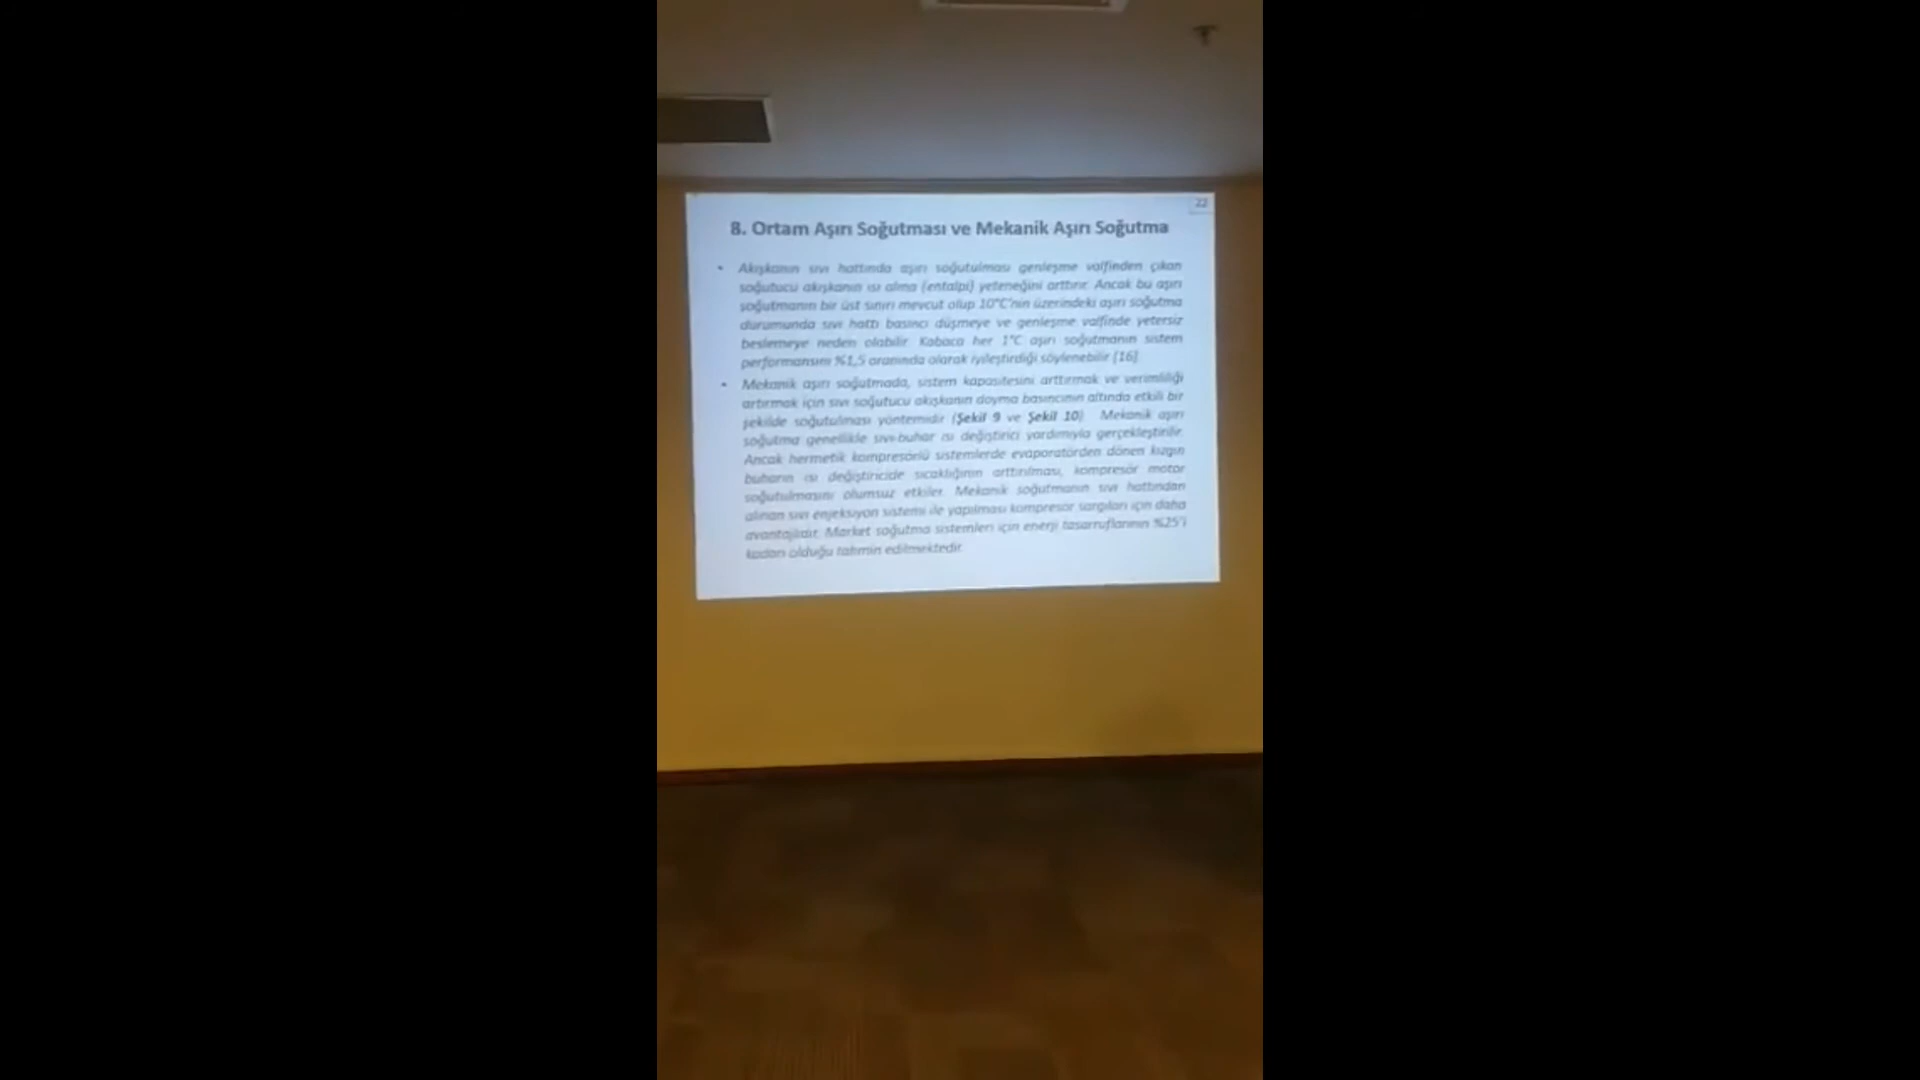 22
8. Ortam Aşırı Soğutması ve Mekanik Aşırı Soğutma
• Akışkanın sıvı hattında aşırı soğutulması genleşme valfinden çıkan
soğutucu akışkanın ısı alma (entalpi) yeteneğini arttırır. Ancak bu aşırı
soğutmanın bir üst sınırı mevcut olup 10°C'nin üzerindeki aşırı soğutma
durumunda sıvı hattı basıncı düşmeye ve genleşme valfinde yetersiz
beslemeye neden olabilir. Kabaca her 1°C aşırı soğutmanın sistem
performansını %1,5 oranında olarak iyileştirdiği söylenebilir [16].
• Mekanik aşırı soğutmada, sistem kapasitesini arttırmak ve verimliliği
artırmak için sıvı soğutucu akışkanın doyma basıncının altında etkili bir
şekilde soğutulması yöntemidir (Şekil 9 ve Şekil 10). Mekanik aşırı
soğutma genellikle sıvı-buhar ısı değiştirici yardımıyla gerçekleştirilir.
Ancak hermetik kompresörlü sistemlerde evaporatörden dönen kızgın
buharın ısı değiştiricide sıcaklığının arttırılması, kompresör motor
soğutulmasını olumsuz etkiler. Mekanik soğutmanın sıvı hattından
alınan sıvı enjeksiyon sistemi ile yapılması kompresör sargıları için daha
avantajlıdır. Market soğutma sistemleri için enerji tasarruflarının %25'i
kadarı olduğu tahmin edilmektedir.